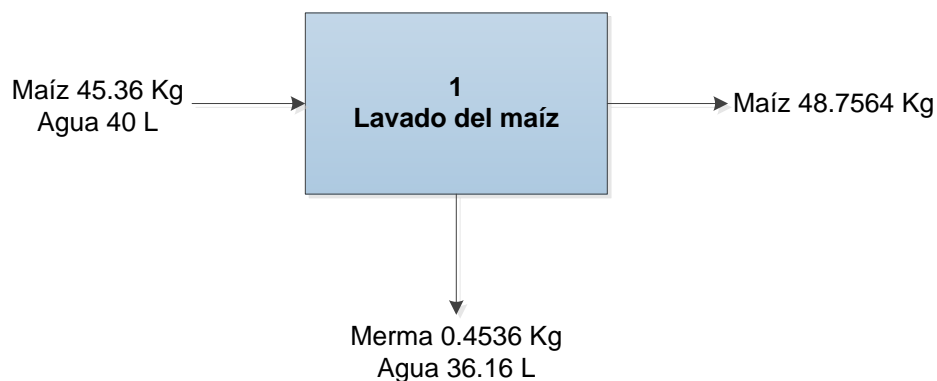 Maíz 45.36 Kg
Agua 40 L
1
Lavado del maíz
Maíz 48.7564 Kg
Merma 0.4536 Kg
Agua 36.16 L